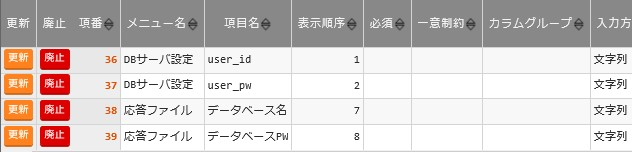 更新 廃止 項番 メニュー名 項目名 表示順序 必須 一意制約 カラムグループ 入力方
更新 廃止 36 DBサーバ設定 user_id 1 文字列
更新 廃止 37 DBサーバ設定 user_pw 2 文字列
更新 廃止 38 応答ファイル データベース名 7 文字列
更新 廃止 39 応答ファイル データベースPW 8 文字列